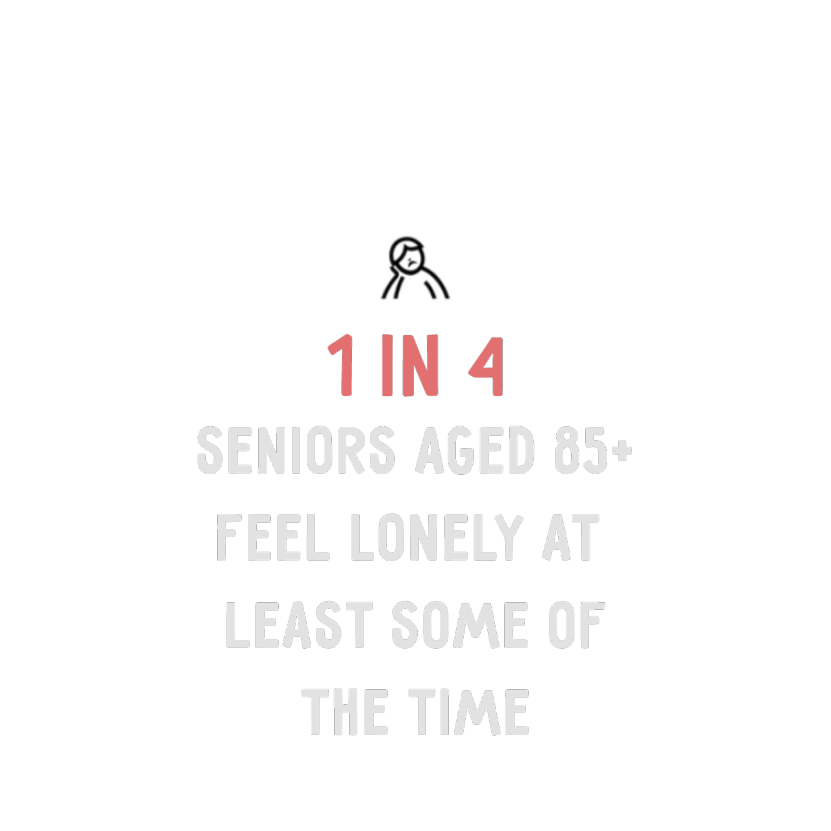 1 IN 4
SENIORS AGED 85+
FEEL LONELY AT
LEAST SOME OF
THE TIME